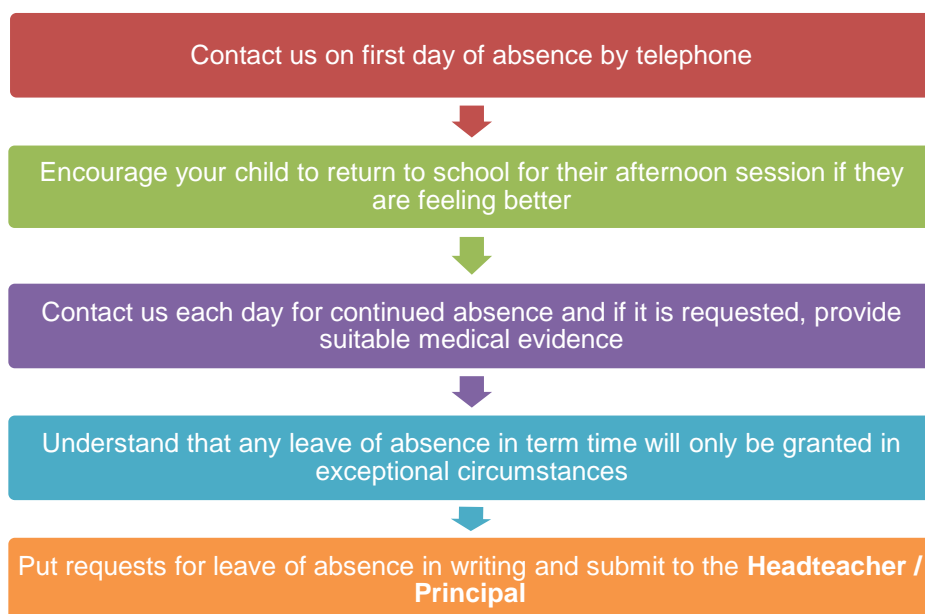 Contact us on first day of absence by telephone
Encourage your child to return to school for their afternoon session if they
are feeling better
Contact us each day for continued absence and if it is requested, provide
suitable medical evidence
Understand that any leave of absence in term time will only be granted in
exceptional circumstances
Put requests for leave of absence in writing and submit to the Headteacher /
Principal